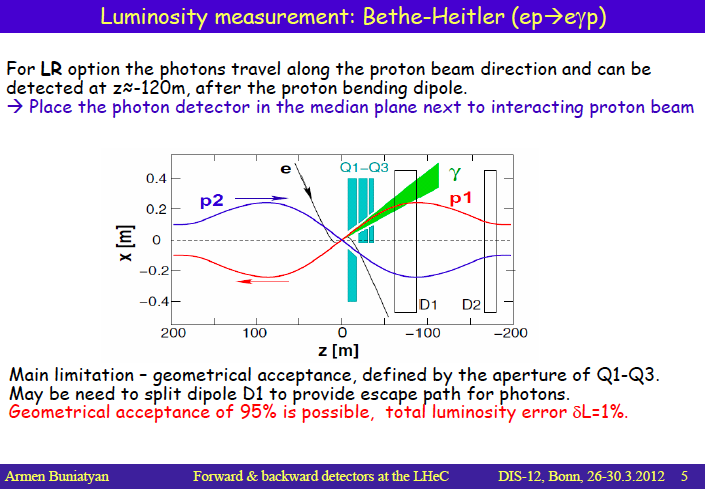 Luminosity measurement: Bethe-Heitler (ep→eγp)
For LR option the photons travel along the proton beam direction and can be
detected at z≈-120m, after the proton bending dipole.
→ Place the photon detector in the median plane next to interacting proton beam
e
Q1-Q3
γ
p2
p1
0.4
0.2
0
-0.2
-0.4
x [m]
D1
D2
200
100
0
-100
-200
z [m]
Main limitation – geometrical acceptance, defined by the aperture of Q1-Q3.
May be need to split dipole D1 to provide escape path for photons.
Geometrical acceptance of 95% is possible, total luminosity error δL=1%.
Armen Buniatyan
Forward & backward detectors at the LHeC
DIS-12, Bonn, 26-30.3.2012
5